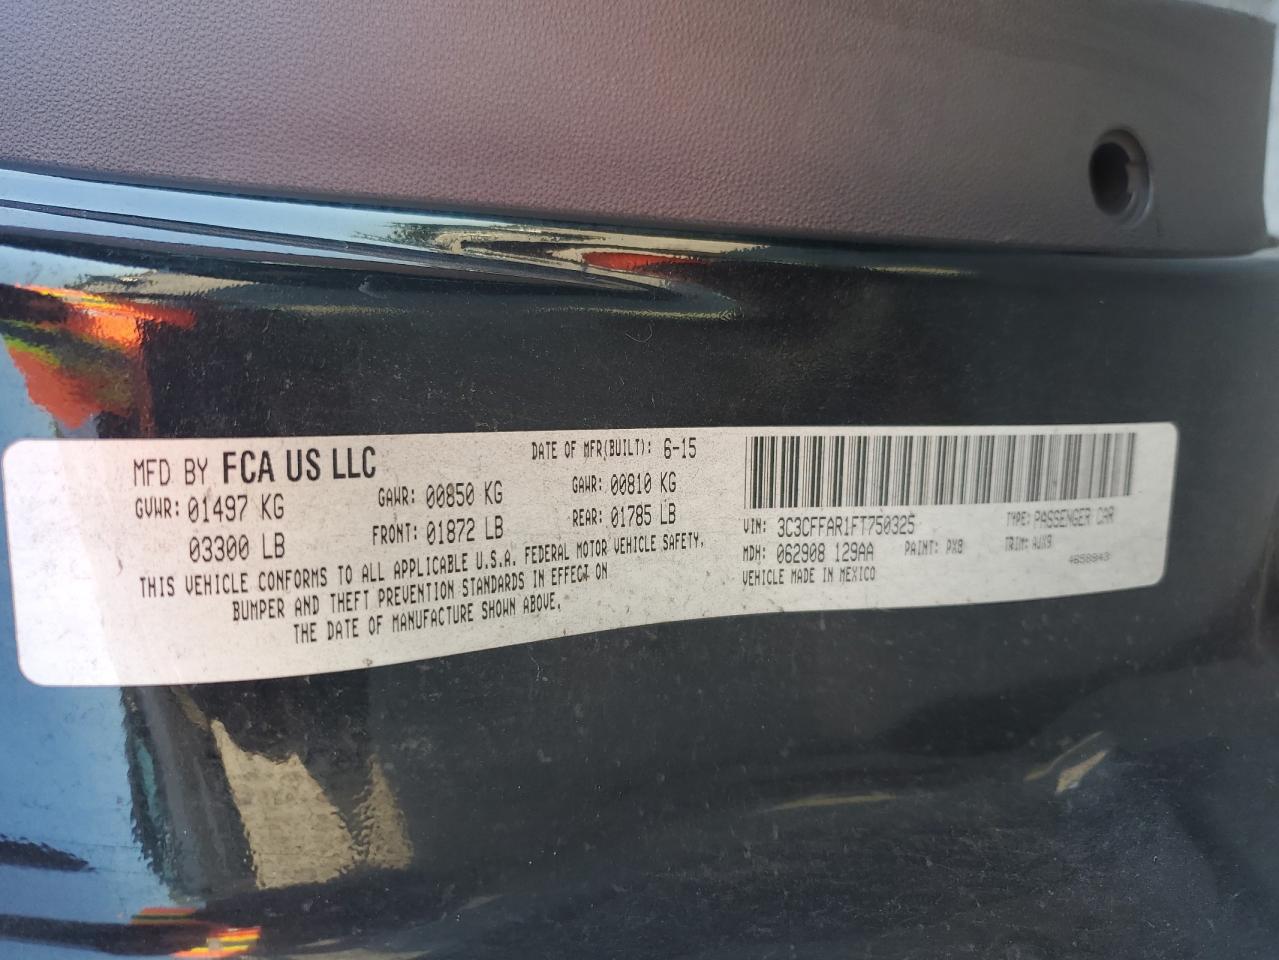 MFD BY FCA US LLC DATE OF MFR(BUILT): 6-15
GVWR: 01497 KG GAWR: 00850 KG GAWR: 00810 KG
03300 LB FRONT: 01872 LB REAR: 01785 LB
THIS VEHICLE CONFORMS TO ALL APPLICABLE U.S.A. FEDERAL MOTOR VEHICLE SAFETY,
BUMPER AND THEFT PREVENTION STANDARDS IN EFFECT ON
THE DATE OF MANUFACTURE SHOWN ABOVE.
VIN: 3C3CFFAR1FT750325 TYPE: PASSENGER CAR
MDH: 062908 129AA PAINT: PX8 TRIM: AJX9
VEHICLE MADE IN MEXICO